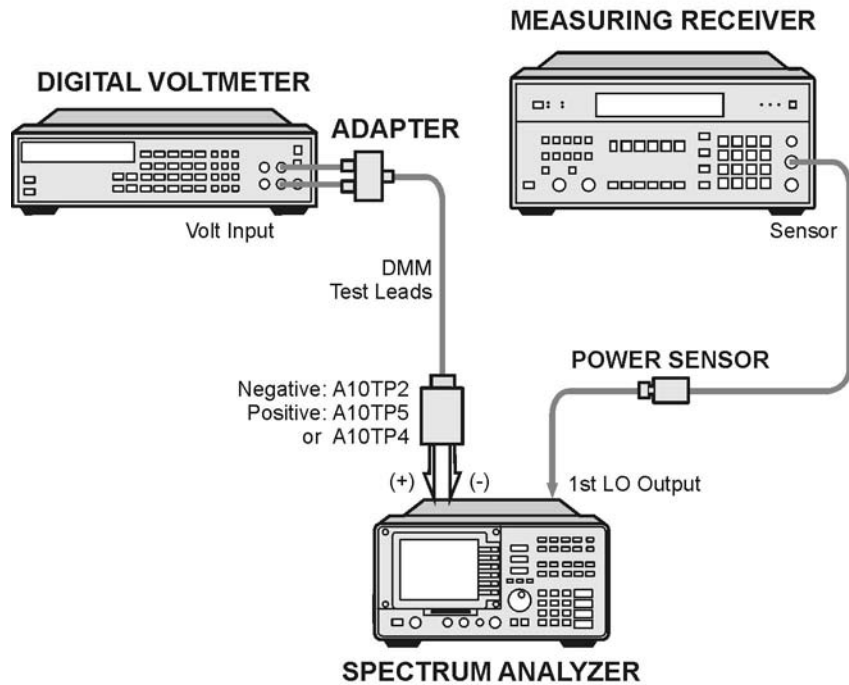 MEASURING RECEIVER
DIGITAL VOLTMETER
ADAPTER
Volt Input
Sensor
DMM
Test Leads
POWER SENSOR
Negative: A10TP2
Positive: A10TP5
or A10TP4
(+)
(-)
1st LO Output
SPECTRUM ANALYZER